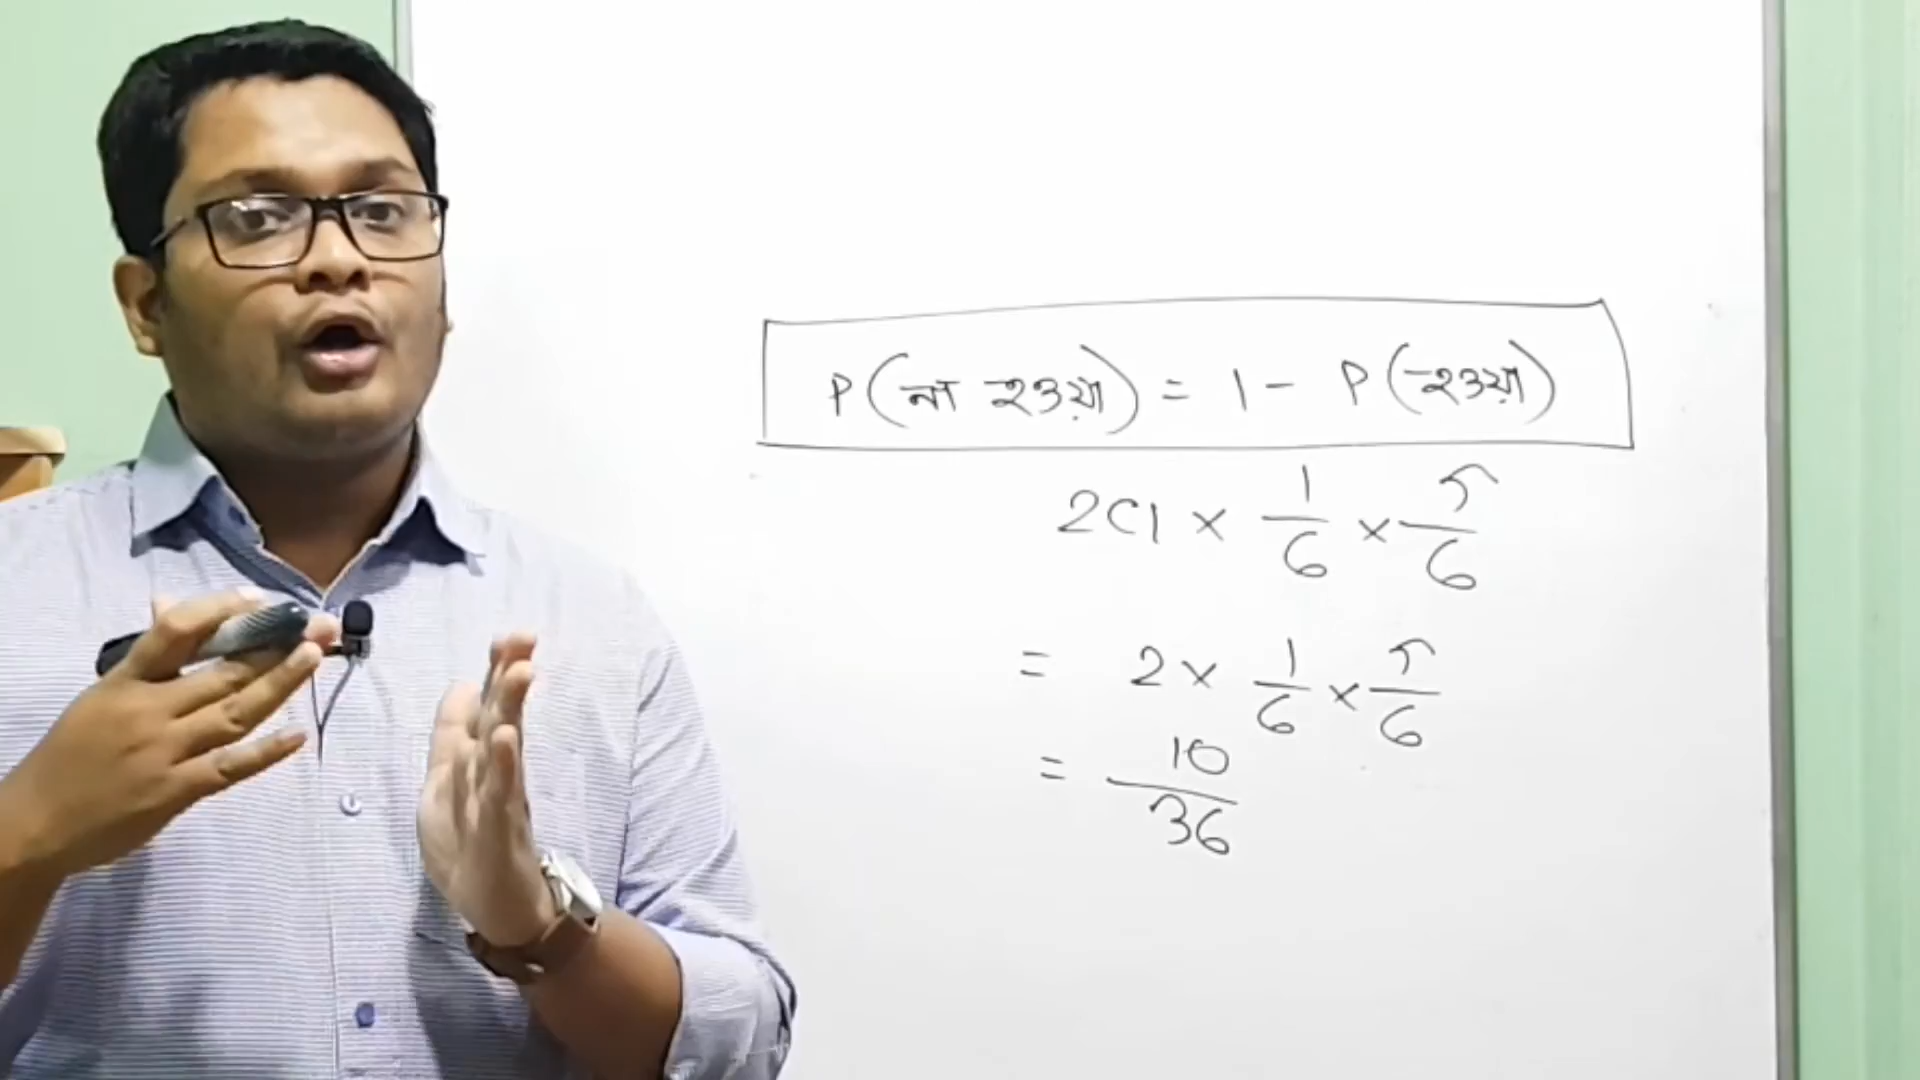 P(না হওয়া) = 1 - P(হওয়া)
2C1 × 1/6 × 5/6
= 2 × 1/6 × 5/6
= 10/36